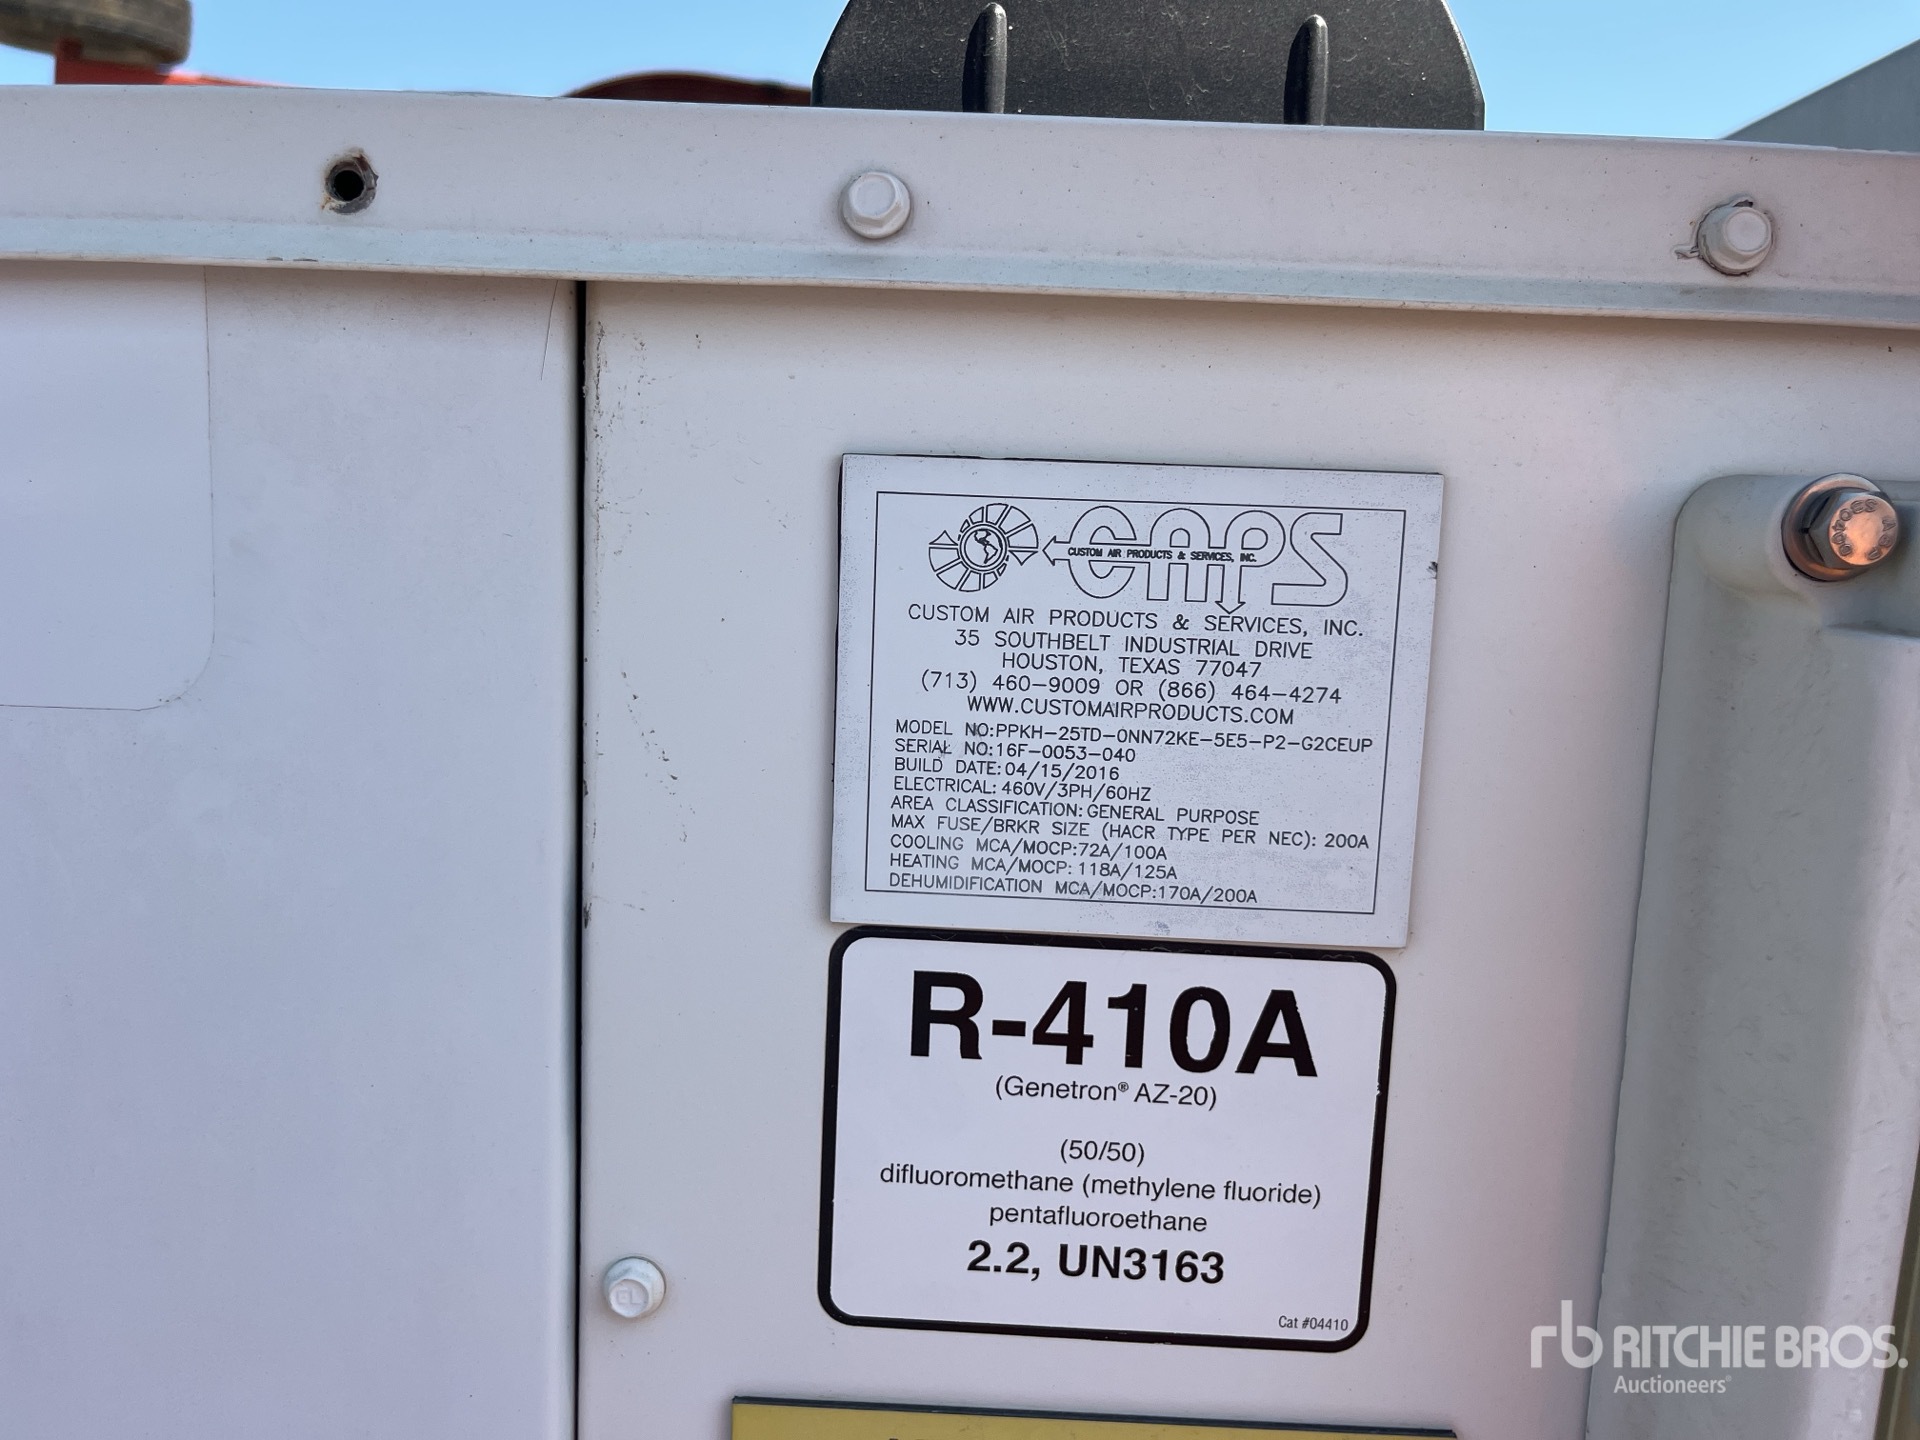 CAPS
CUSTOM AIR PRODUCTS & SERVICES, INC.
CUSTOM AIR PRODUCTS & SERVICES, INC.
35 SOUTHBELT INDUSTRIAL DRIVE
HOUSTON, TEXAS 77047
(713) 460-9009 OR (866) 464-4274
WWW.CUSTOMAIRPRODUCTS.COM
MODEL NO:PPKH-25TD-0NN72KE-5E5-P2-G2CEUP
SERIAL NO:16F-0053-040
BUILD DATE:04/15/2016
ELECTRICAL:460V/3PH/60HZ
AREA CLASSIFICATION:GENERAL PURPOSE
MAX FUSE/BRKR SIZE (HACR TYPE PER NEC): 200A
COOLING MCA/MOCP:72A/100A
HEATING MCA/MOCP:118A/125A
DEHUMIDIFICATION MCA/MOCP:170A/200A
R-410A
(Genetron® AZ-20)
(50/50)
difluoromethane (methylene fluoride)
pentafluoroethane
2.2, UN3163
Cat #04410
CL
rb RITCHIE BROS.
Auctioneers